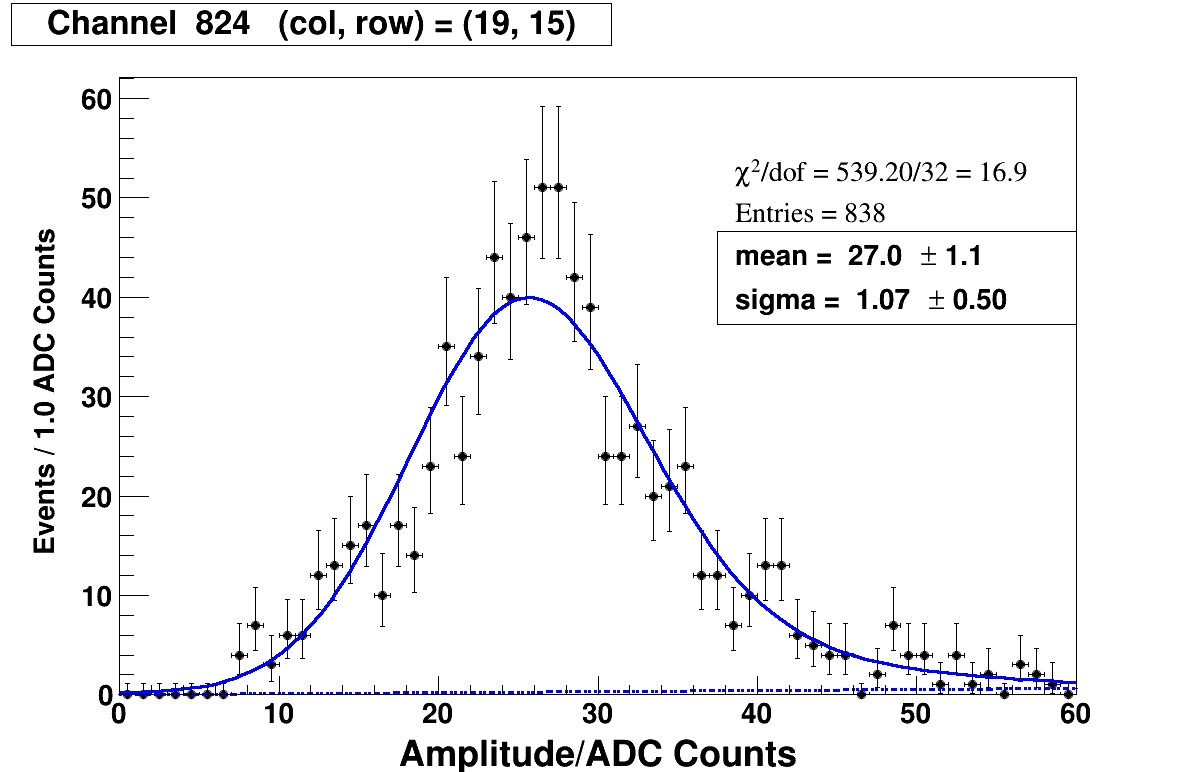 Channel 824 (col, row) = (19, 15)
60
50
40
30
20
10
0
Events / 1.0 ADC Counts
χ²/dof = 539.20/32 = 16.9
Entries = 838
mean = 27.0 ± 1.1
sigma = 1.07 ± 0.50
0 10 20 30 40 50 60
Amplitude/ADC Counts